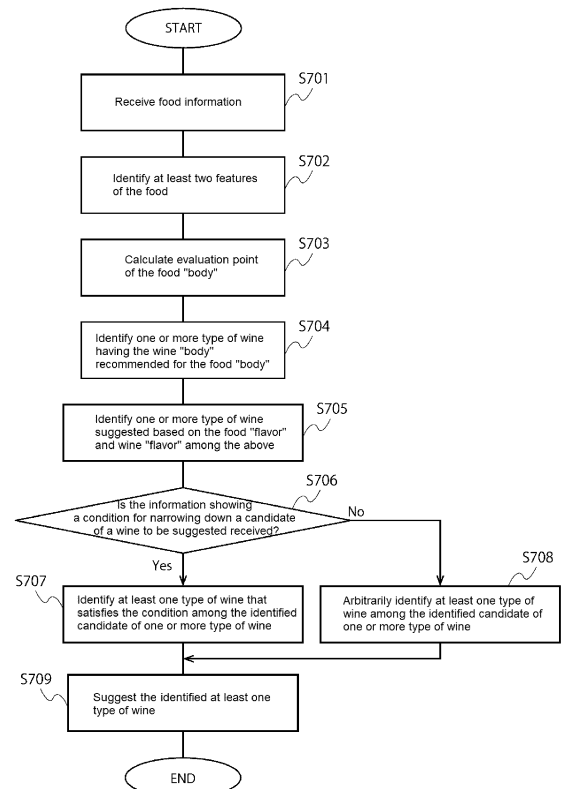 START
S701
Receive food information
S702
Identify at least two features
of the food
S703
Calculate evaluation point
of the food "body"
S704
Identify one or more type of wine
having the wine "body"
recommended for the food "body"
S705
Identify one or more type of wine
suggested based on the food "flavor"
and wine "flavor" among the above
S706
Is the information showing
a condition for narrowing down a candidate
of a wine to be suggested received?
No
Yes
S707
Identify at least one type of wine that
satisfies the condition among the identified
candidate of one or more type of wine
S708
Arbitrarily identify at least one type of
wine among the identified candidate of
one or more type of wine
S709
Suggest the identified at least one
type of wine
END